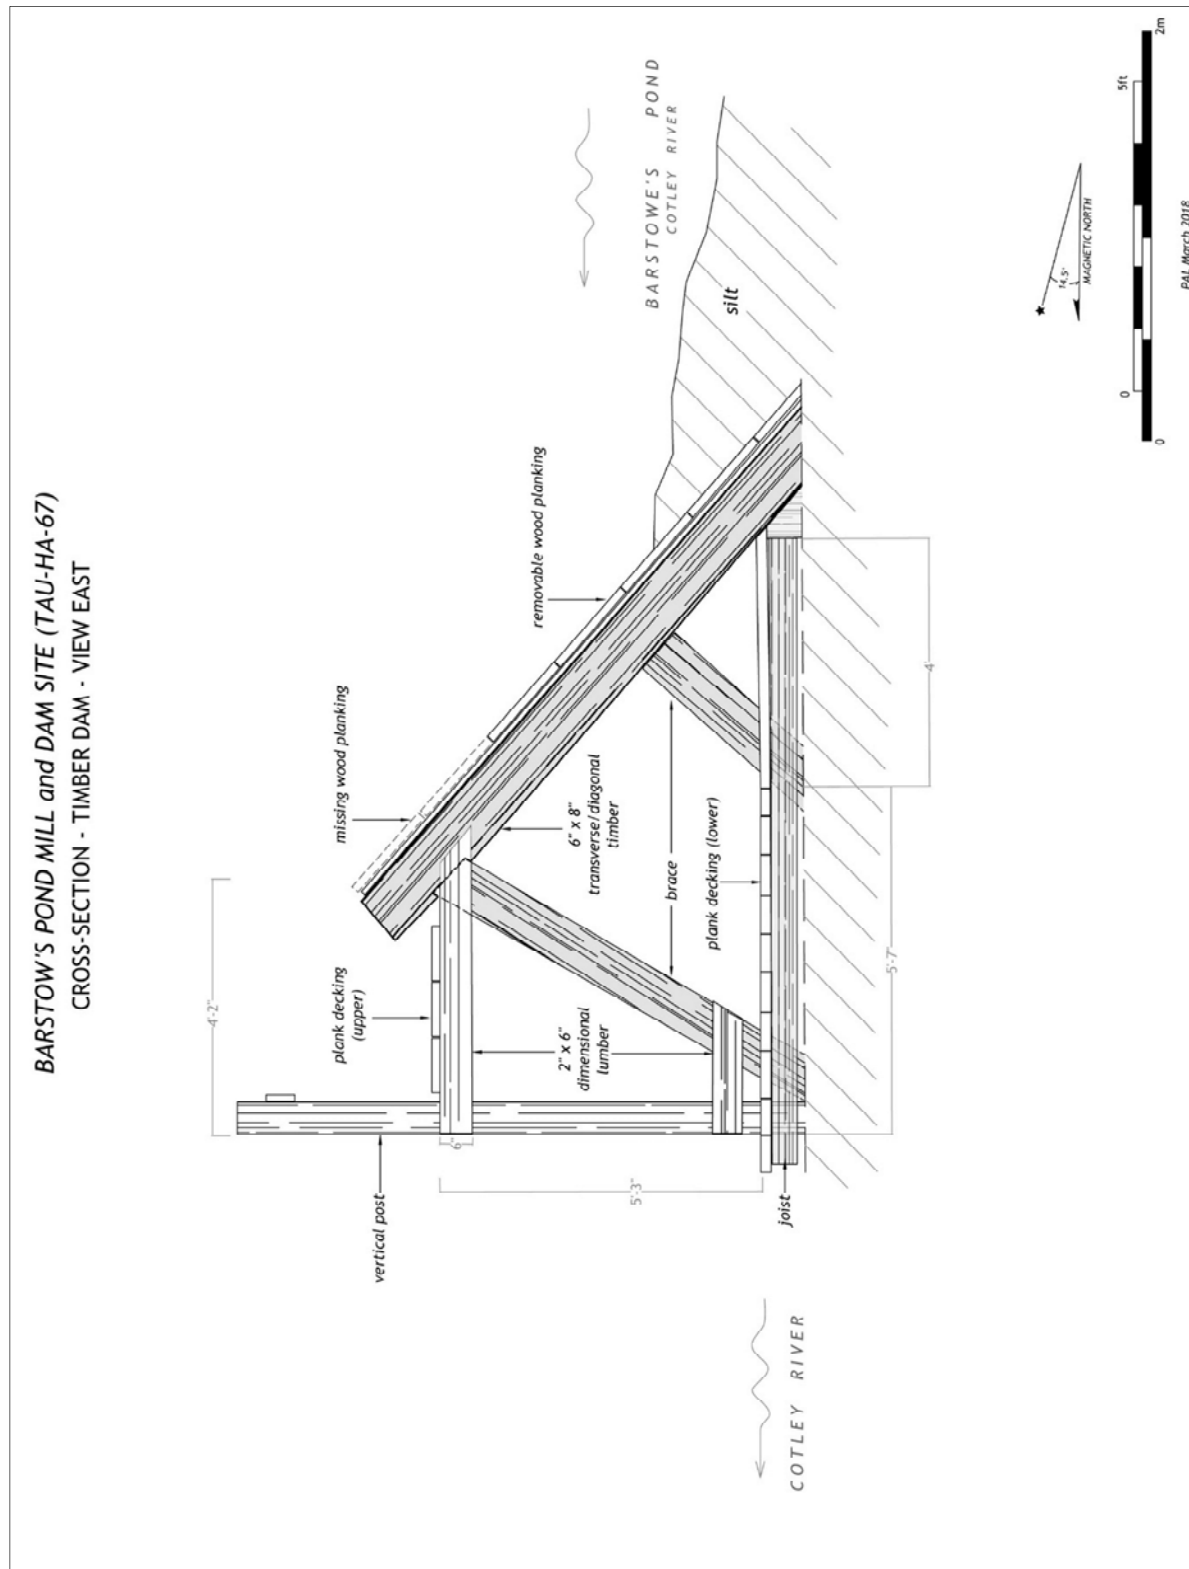 BARSTOW'S POND MILL and DAM SITE (TAU-HA-67)
CROSS-SECTION - TIMBER DAM - VIEW EAST
4'-2"
missing wood planking
removable wood planking
plank decking
(upper)
vertical post
6"
5'-3"
2" x 6"
dimensional
lumber
6" x 8"
transverse/diagonal
timber
brace
plank decking (lower)
joist
BARSTOWE'S POND
COTLEY RIVER
silt
4'
5'-7"
COTLEY RIVER
14.5°
MAGNETIC NORTH
0
5ft
0
2m
PAL March 2018